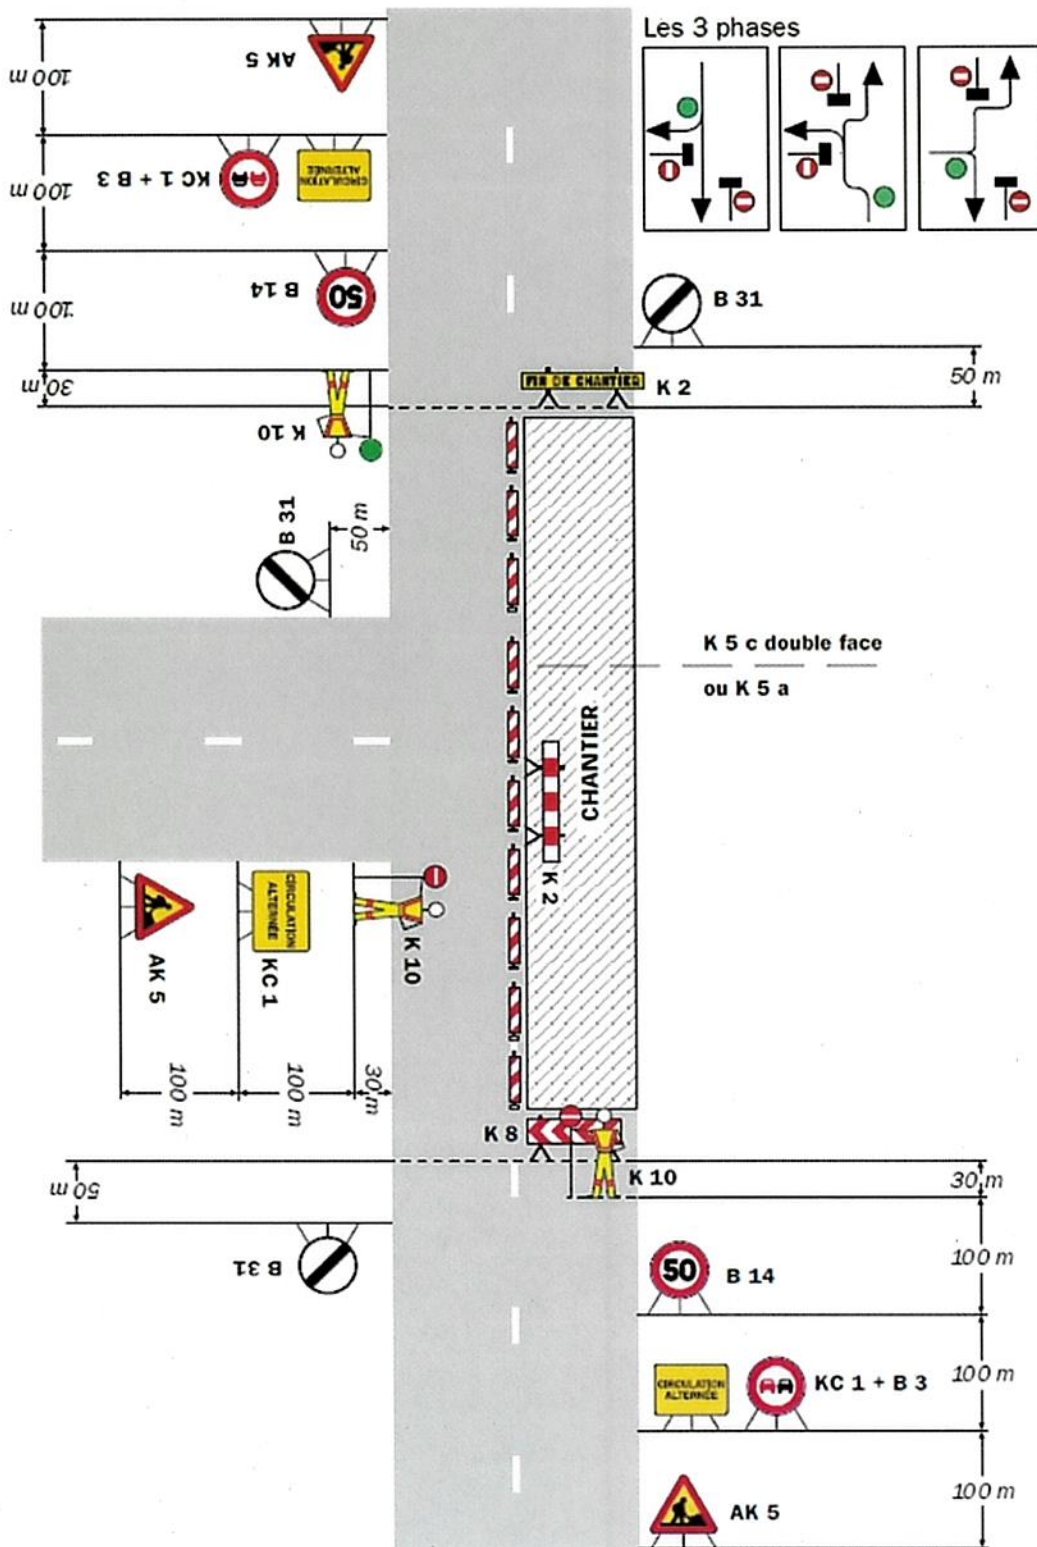 Les 3 phases
AK 5
100 m
KC 1 + B 3
CIRCULATION
ALTERNÉE
100 m
B 14
50
100 m
B 31
50 m
FIN DE CHANTIER
K 2
30 m
K 10
B 31
50 m
K 5 c double face
ou K 5 a
CHANTIER
K 2
K 10
CIRCULATION
ALTERNÉE
KC 1
AK 5
100 m
100 m
30 m
K 8
K 10
30 m
50 m
B 31
50
B 14
100 m
CIRCULATION
ALTERNÉE
KC 1 + B 3
100 m
AK 5
100 m